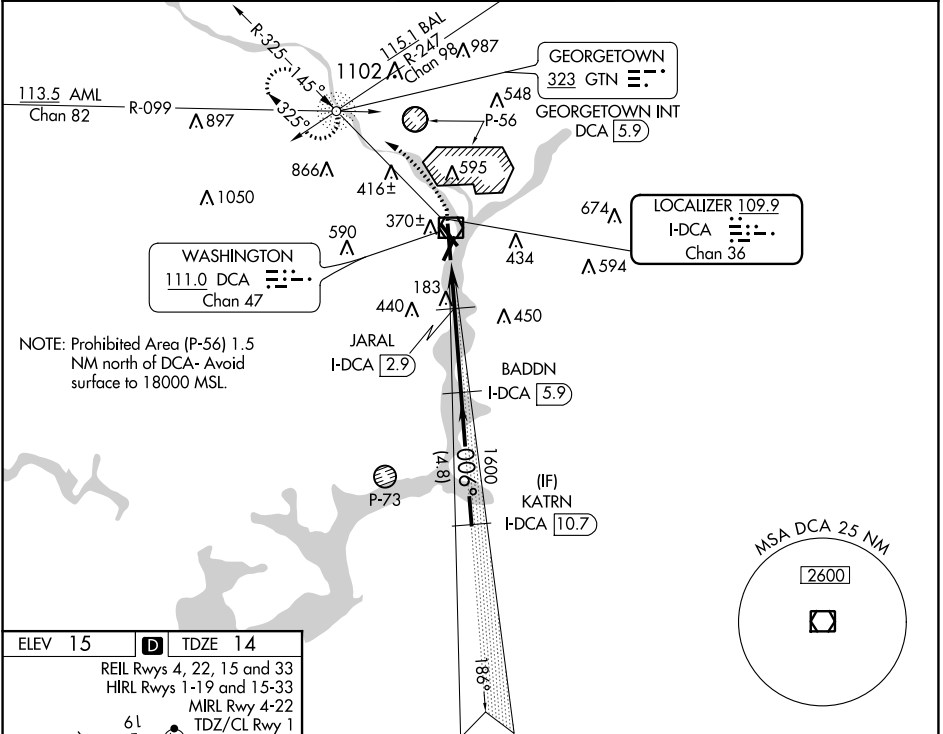 R-325
145°
325°
115.1 BAL
R-247
Chan 98
987
1102
GEORGETOWN
323 GTN
548
P-56
GEORGETOWN INT
DCA 5.9
113.5 AML
Chan 82
R-099
897
866
416±
595
1050
370±
590
674
434
594
LOCALIZER 109.9
I-DCA
Chan 36
WASHINGTON
111.0 DCA
Chan 47
183
440
450
NOTE: Prohibited Area (P-56) 1.5
NM north of DCA- Avoid
surface to 18000 MSL.
JARAL
I-DCA 2.9
BADDN
I-DCA 5.9
1600
006°
(4.8)
P-73
(IF)
KATRN
I-DCA 10.7
186°
MSA DCA 25 NM
2600
ELEV 15 D TDZE 14
REIL Rwys 4, 22, 15 and 33
HIRL Rwys 1-19 and 15-33
MIRL Rwy 4-22
TDZ/CL Rwy 1
19